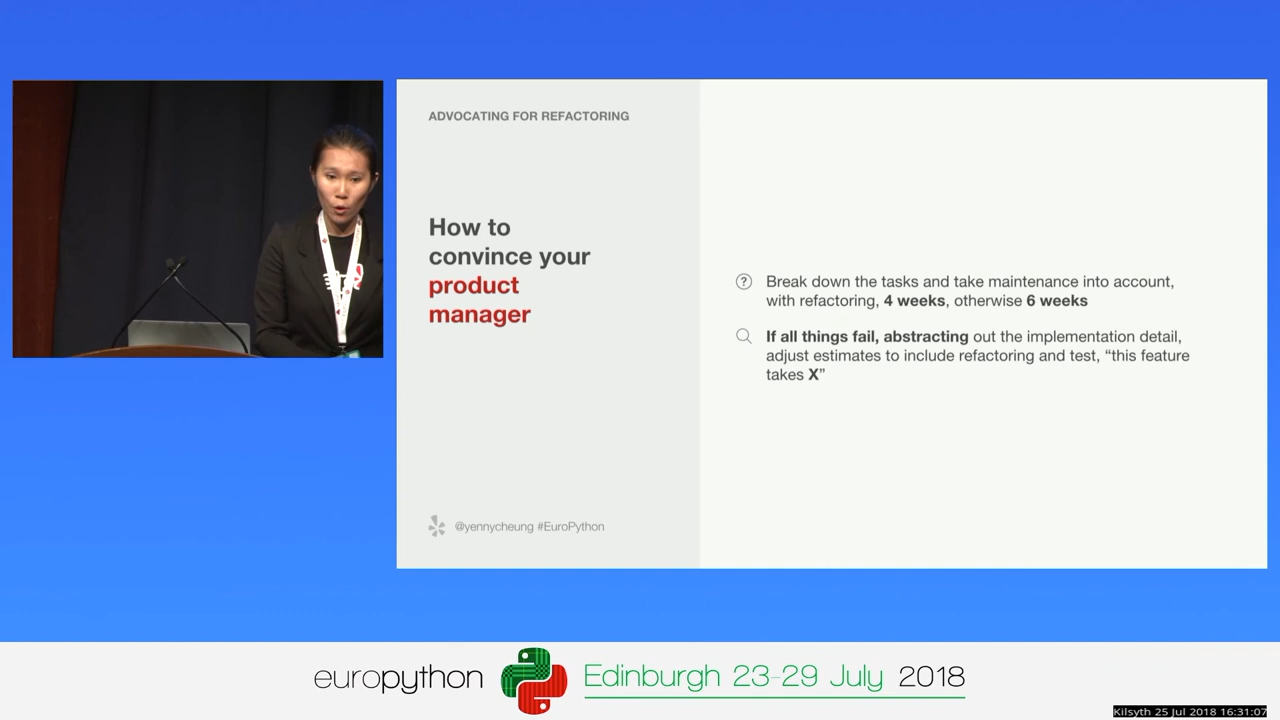 ADVOCATING FOR REFACTORING
How to
convince your
product
manager
Break down the tasks and take maintenance into account,
with refactoring, 4 weeks, otherwise 6 weeks
If all things fail, abstracting out the implementation detail,
adjust estimates to include refactoring and test, “this feature
takes X”
@yennycheung #EuroPython
europython
Edinburgh 23-29 July 2018
Kilsyth 25 Jul 2018 16:31:07